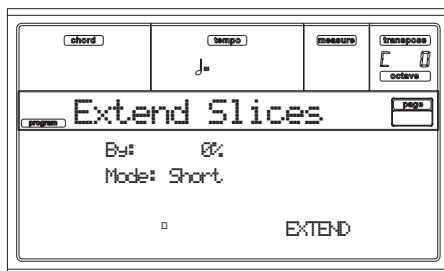 chord tempo measure transpose
♩= C 0
octave
program Extend Slices page
By: 0%
Mode: Short
EXTEND